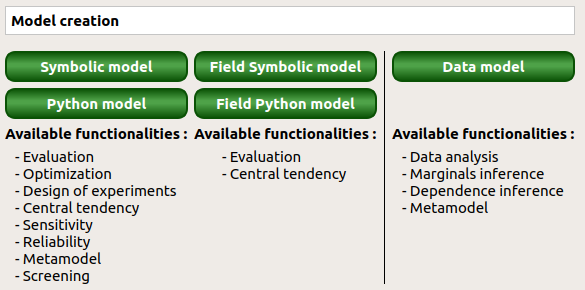 Model creation
Symbolic model
Field Symbolic model
Data model
Python model
Field Python model
Available functionalities :
Available functionalities :
Available functionalities :
- Evaluation
- Optimization
- Design of experiments
- Central tendency
- Sensitivity
- Reliability
- Metamodel
- Screening
- Evaluation
- Central tendency
- Data analysis
- Marginals inference
- Dependence inference
- Metamodel